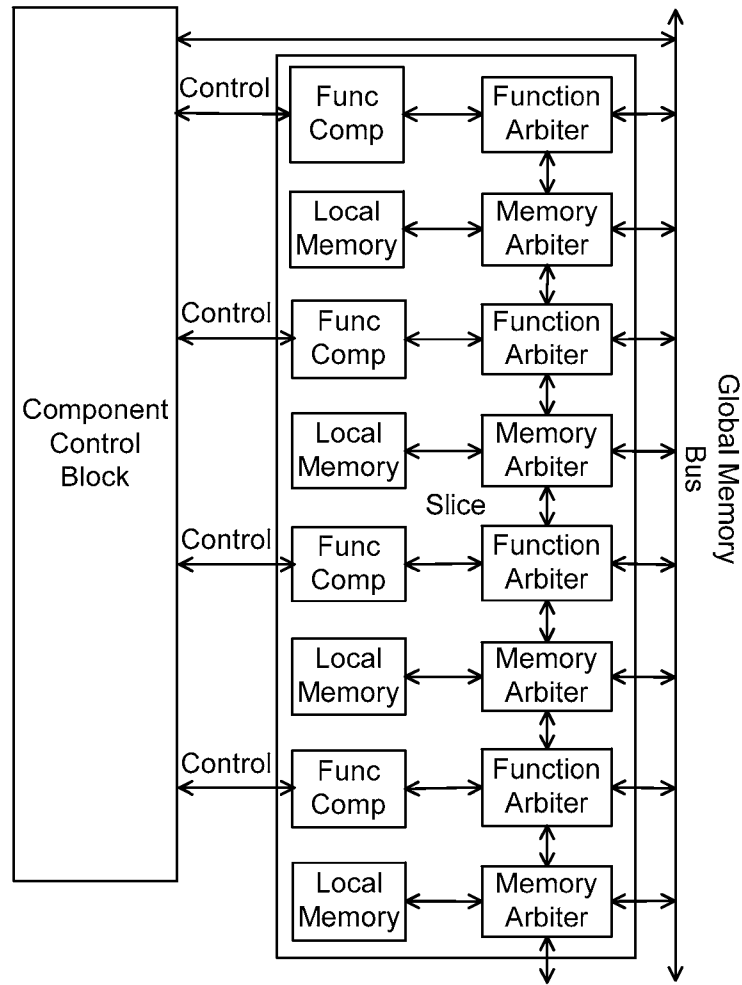 Control
Func
Comp
Function
Arbiter
Local
Memory
Memory
Arbiter
Control
Func
Comp
Function
Arbiter
Component
Control
Block
Local
Memory
Memory
Arbiter
Slice
Global Memory
Bus
Control
Func
Comp
Function
Arbiter
Local
Memory
Memory
Arbiter
Control
Func
Comp
Function
Arbiter
Local
Memory
Memory
Arbiter